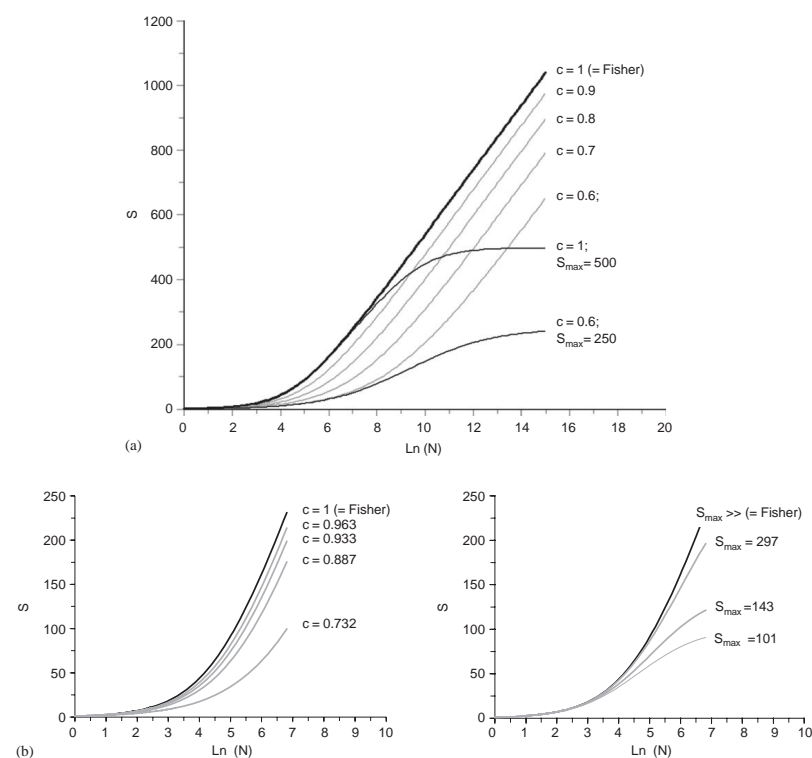 1200
1000
800
600
400
200
0
S
c = 1 (= Fisher)
c = 0.9
c = 0.8
c = 0.7
c = 0.6;
c = 1;
Smax= 500
c = 0.6;
Smax= 250
0 2 4 6 8 10 12 14 16 18 20
Ln (N)
(a)
250
200
150
100
50
0
S
c = 1 (= Fisher)
c = 0.963
c = 0.933
c = 0.887
c = 0.732
0 1 2 3 4 5 6 7 8 9 10
Ln (N)
(b)
250
200
150
100
50
0
S
Smax >> (= Fisher)
Smax = 297
Smax =143
Smax =101
0 1 2 3 4 5 6 7 8 9 10
Ln (N)